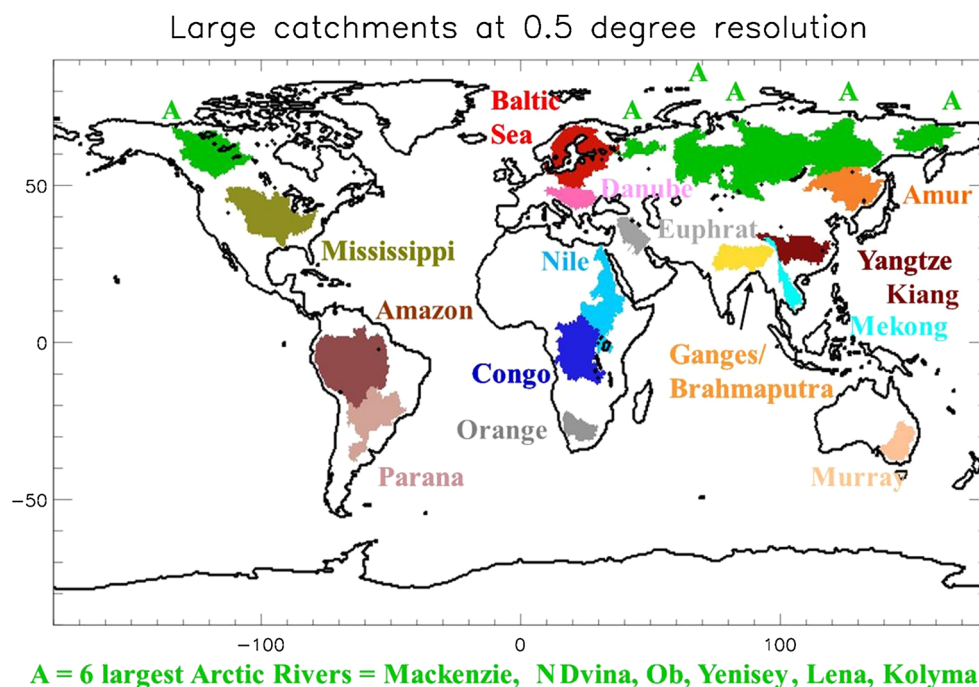 Large catchments at 0.5 degree resolution
A
A
A
A
A
A
Baltic
Sea
50
Danube
Amur
Mississippi
Euphrat
Nile
Yangtze
Kiang
Amazon
Mekong
0
Congo
Ganges/
Brahmaputra
Orange
Parana
Murray
-50
-100
0
100
A = 6 largest Arctic Rivers = Mackenzie, NDvina, Ob, Yenisey, Lena, Kolyma